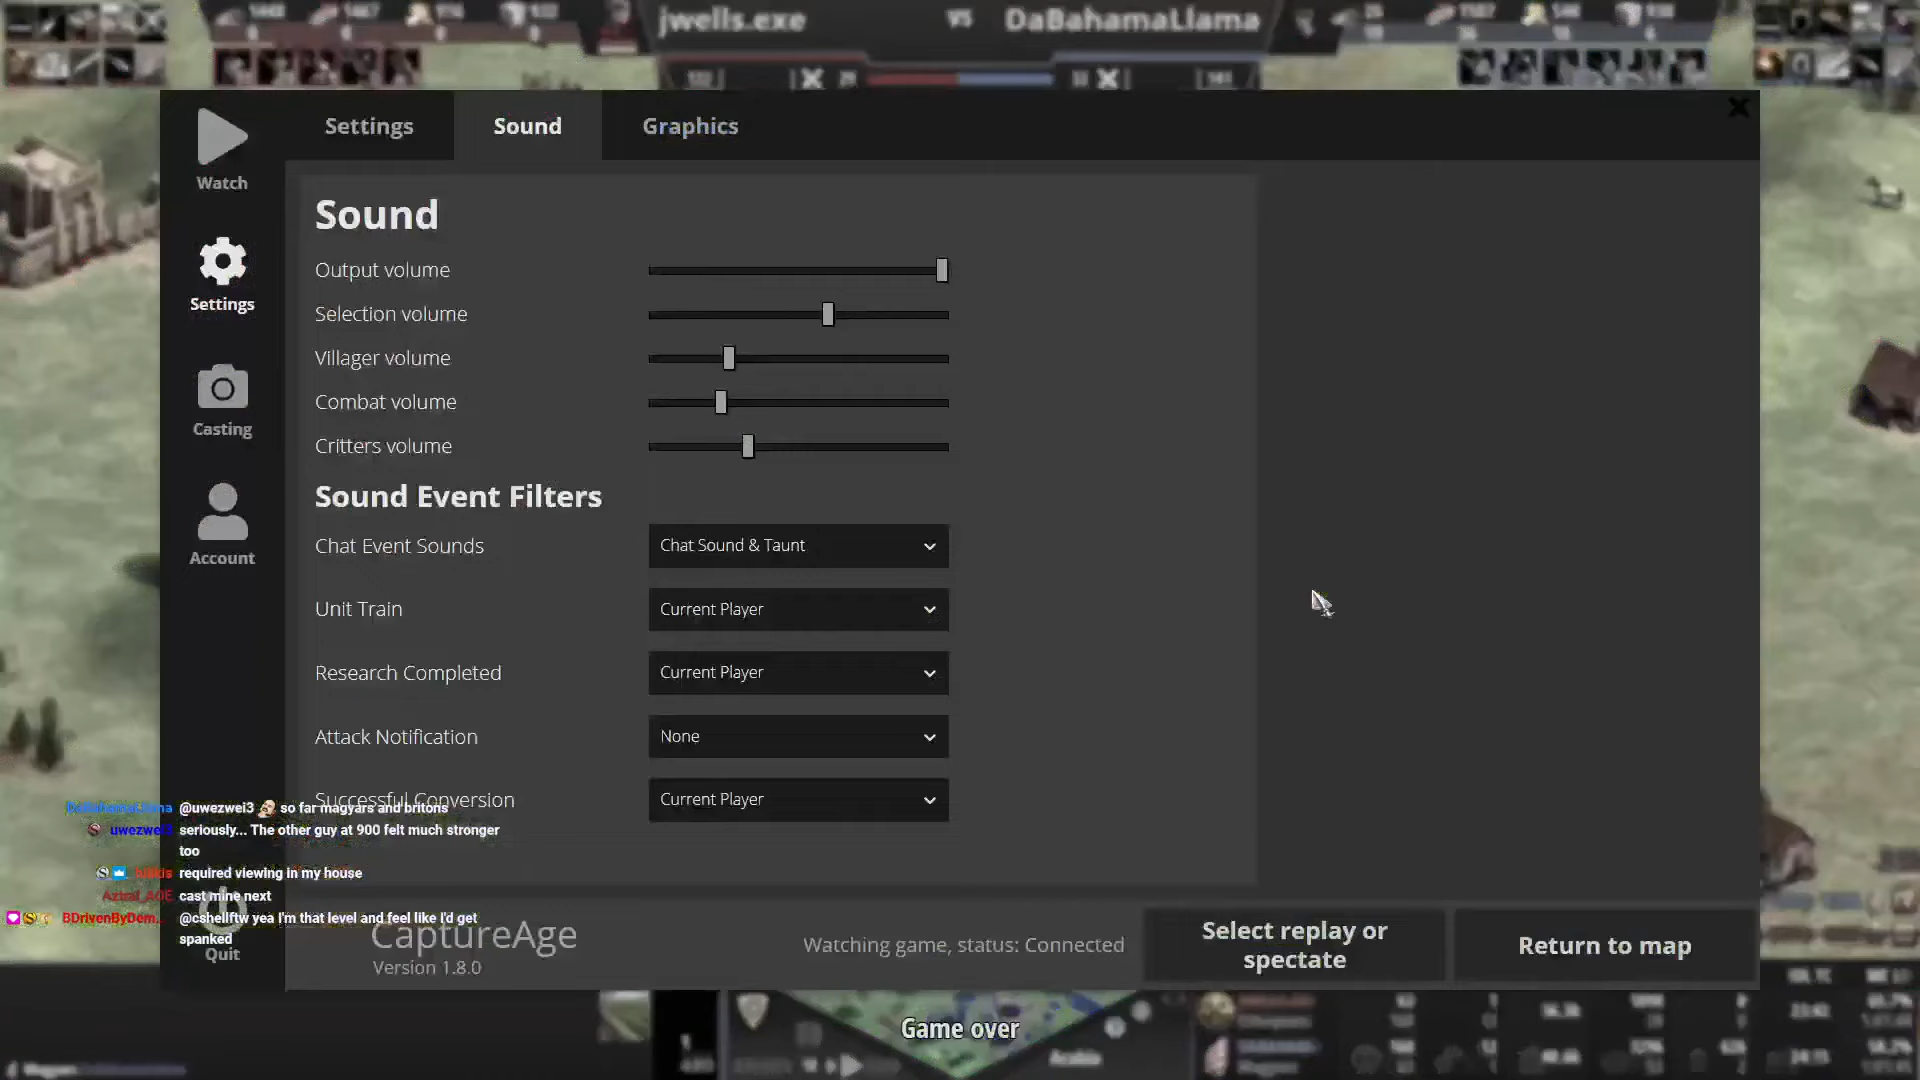 jwells.exe VS DaBahamaLlama
Settings
Sound
Graphics
Watch
Settings
Casting
Account
Quit
Sound
Output volume
Selection volume
Villager volume
Combat volume
Critters volume
Sound Event Filters
Chat Event Sounds
Chat Sound & Taunt
Unit Train
Current Player
Research Completed
Current Player
Attack Notification
None
Successful Conversion
Current Player
DaBahamaLlama @uwezwei3 so far magyars and britons
uwezwei3 seriously... The other guy at 900 felt much stronger
too
required viewing in my house
Aztral_AOE cast mine next
BDrivenByDem... @cshellftw yea I'm that level and feel like I'd get
spanked
CaptureAge
Version 1.8.0
Watching game, status: Connected
Select replay or
spectate
Return to map
Game over
Arabia